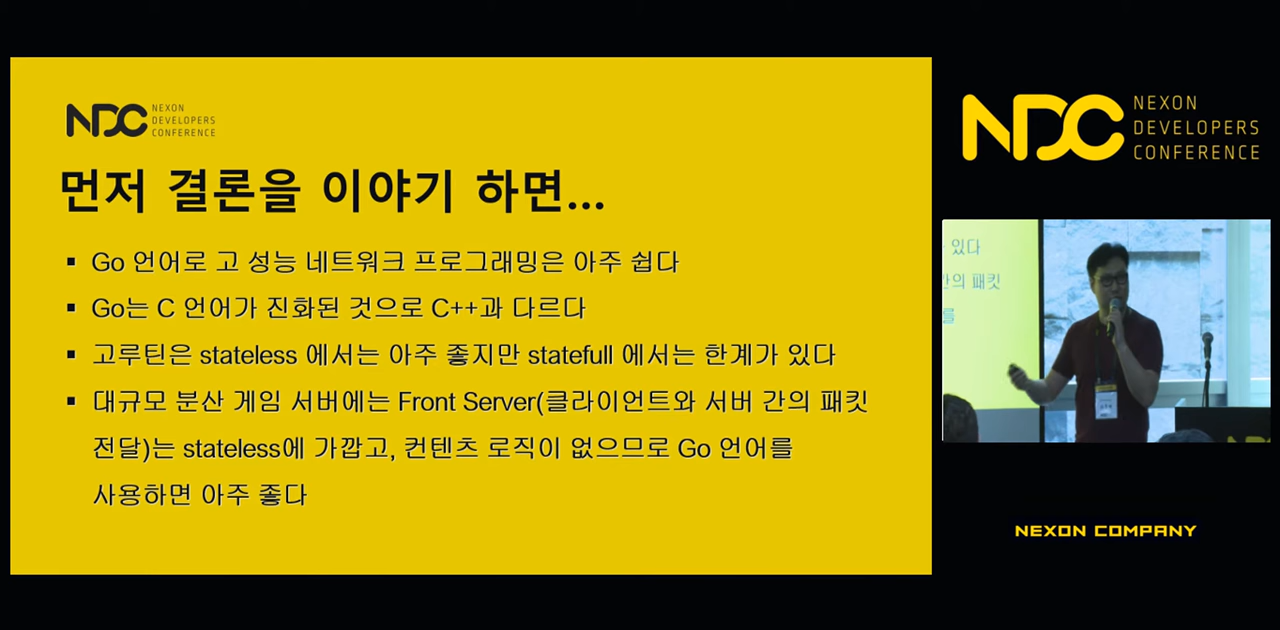 NDC NEXON
DEVELOPERS
CONFERENCE
먼저 결론을 이야기 하면...
▪ Go 언어로 고 성능 네트워크 프로그래밍은 아주 쉽다
▪ Go는 C 언어가 진화된 것으로 C++과 다르다
▪ 고루틴은 stateless 에서는 아주 좋지만 statefull 에서는 한계가 있다
▪ 대규모 분산 게임 서버에는 Front Server(클라이언트와 서버 간의 패킷
전달)는 stateless에 가깝고, 컨텐츠 로직이 없으므로 Go 언어를
사용하면 아주 좋다
NDC NEXON
DEVELOPERS
CONFERENCE
있다
간의 패킷
를
NEXON COMPANY